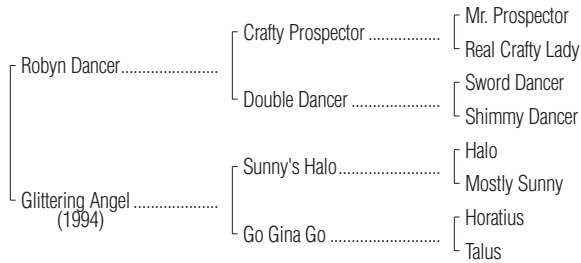 Mr. Prospector
Crafty Prospector .................
Real Crafty Lady
Robyn Dancer......................
Sword Dancer
Double Dancer .....................
Shimmy Dancer
Halo
Sunny's Halo........................
Mostly Sunny
Glittering Angel ...................
(1994)
Horatius
Go Gina Go .........................
Talus